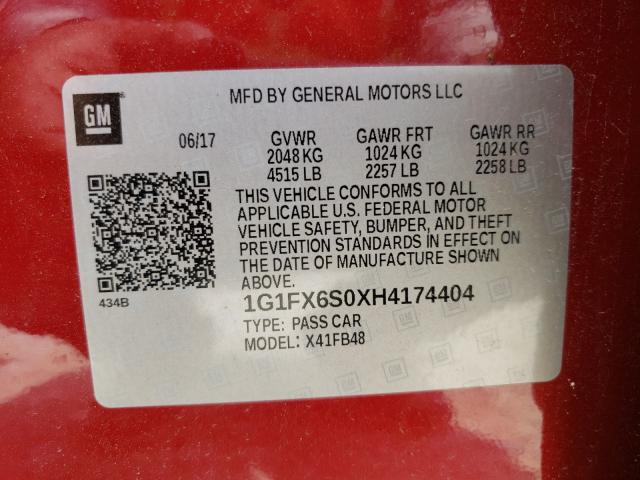 GM
MFD BY GENERAL MOTORS LLC
06/17
GVWR GAWR FRT GAWR RR
2048 KG 1024 KG 1024 KG
4515 LB 2257 LB 2258 LB
THIS VEHICLE CONFORMS TO ALL
APPLICABLE U.S. FEDERAL MOTOR
VEHICLE SAFETY, BUMPER, AND THEFT
PREVENTION STANDARDS IN EFFECT ON
THE DATE OF MANUFACTURE SHOWN
ABOVE.
434B
1G1FX6S0XH4174404
TYPE: PASS CAR
MODEL: X41FB48